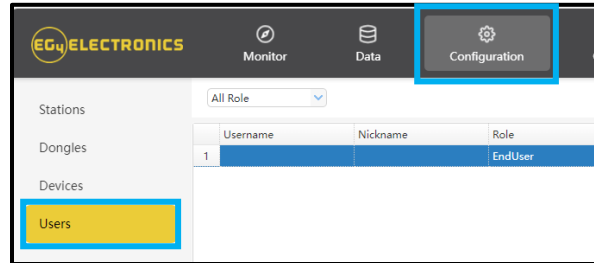 EG4 ELECTRONICS
Monitor
Data
Configuration
Stations
Dongles
Devices
Users
All Role
Username Nickname Role
1 EndUser